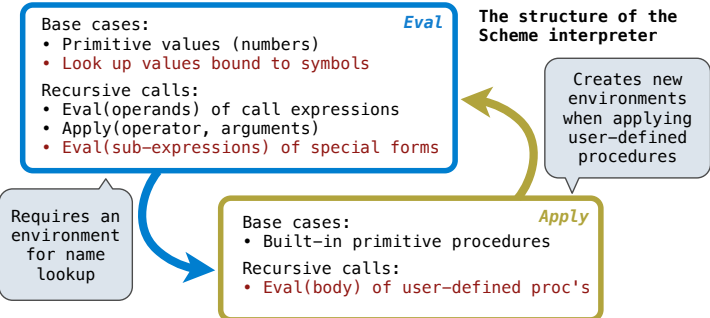 The structure of the
Scheme interpreter
Eval
Base cases:
• Primitive values (numbers)
• Look up values bound to symbols
Recursive calls:
• Eval(operands) of call expressions
• Apply(operator, arguments)
• Eval(sub-expressions) of special forms
Creates new
environments
when applying
user-defined
procedures
Requires an
environment
for name
lookup
Apply
Base cases:
• Built-in primitive procedures
Recursive calls:
• Eval(body) of user-defined proc's